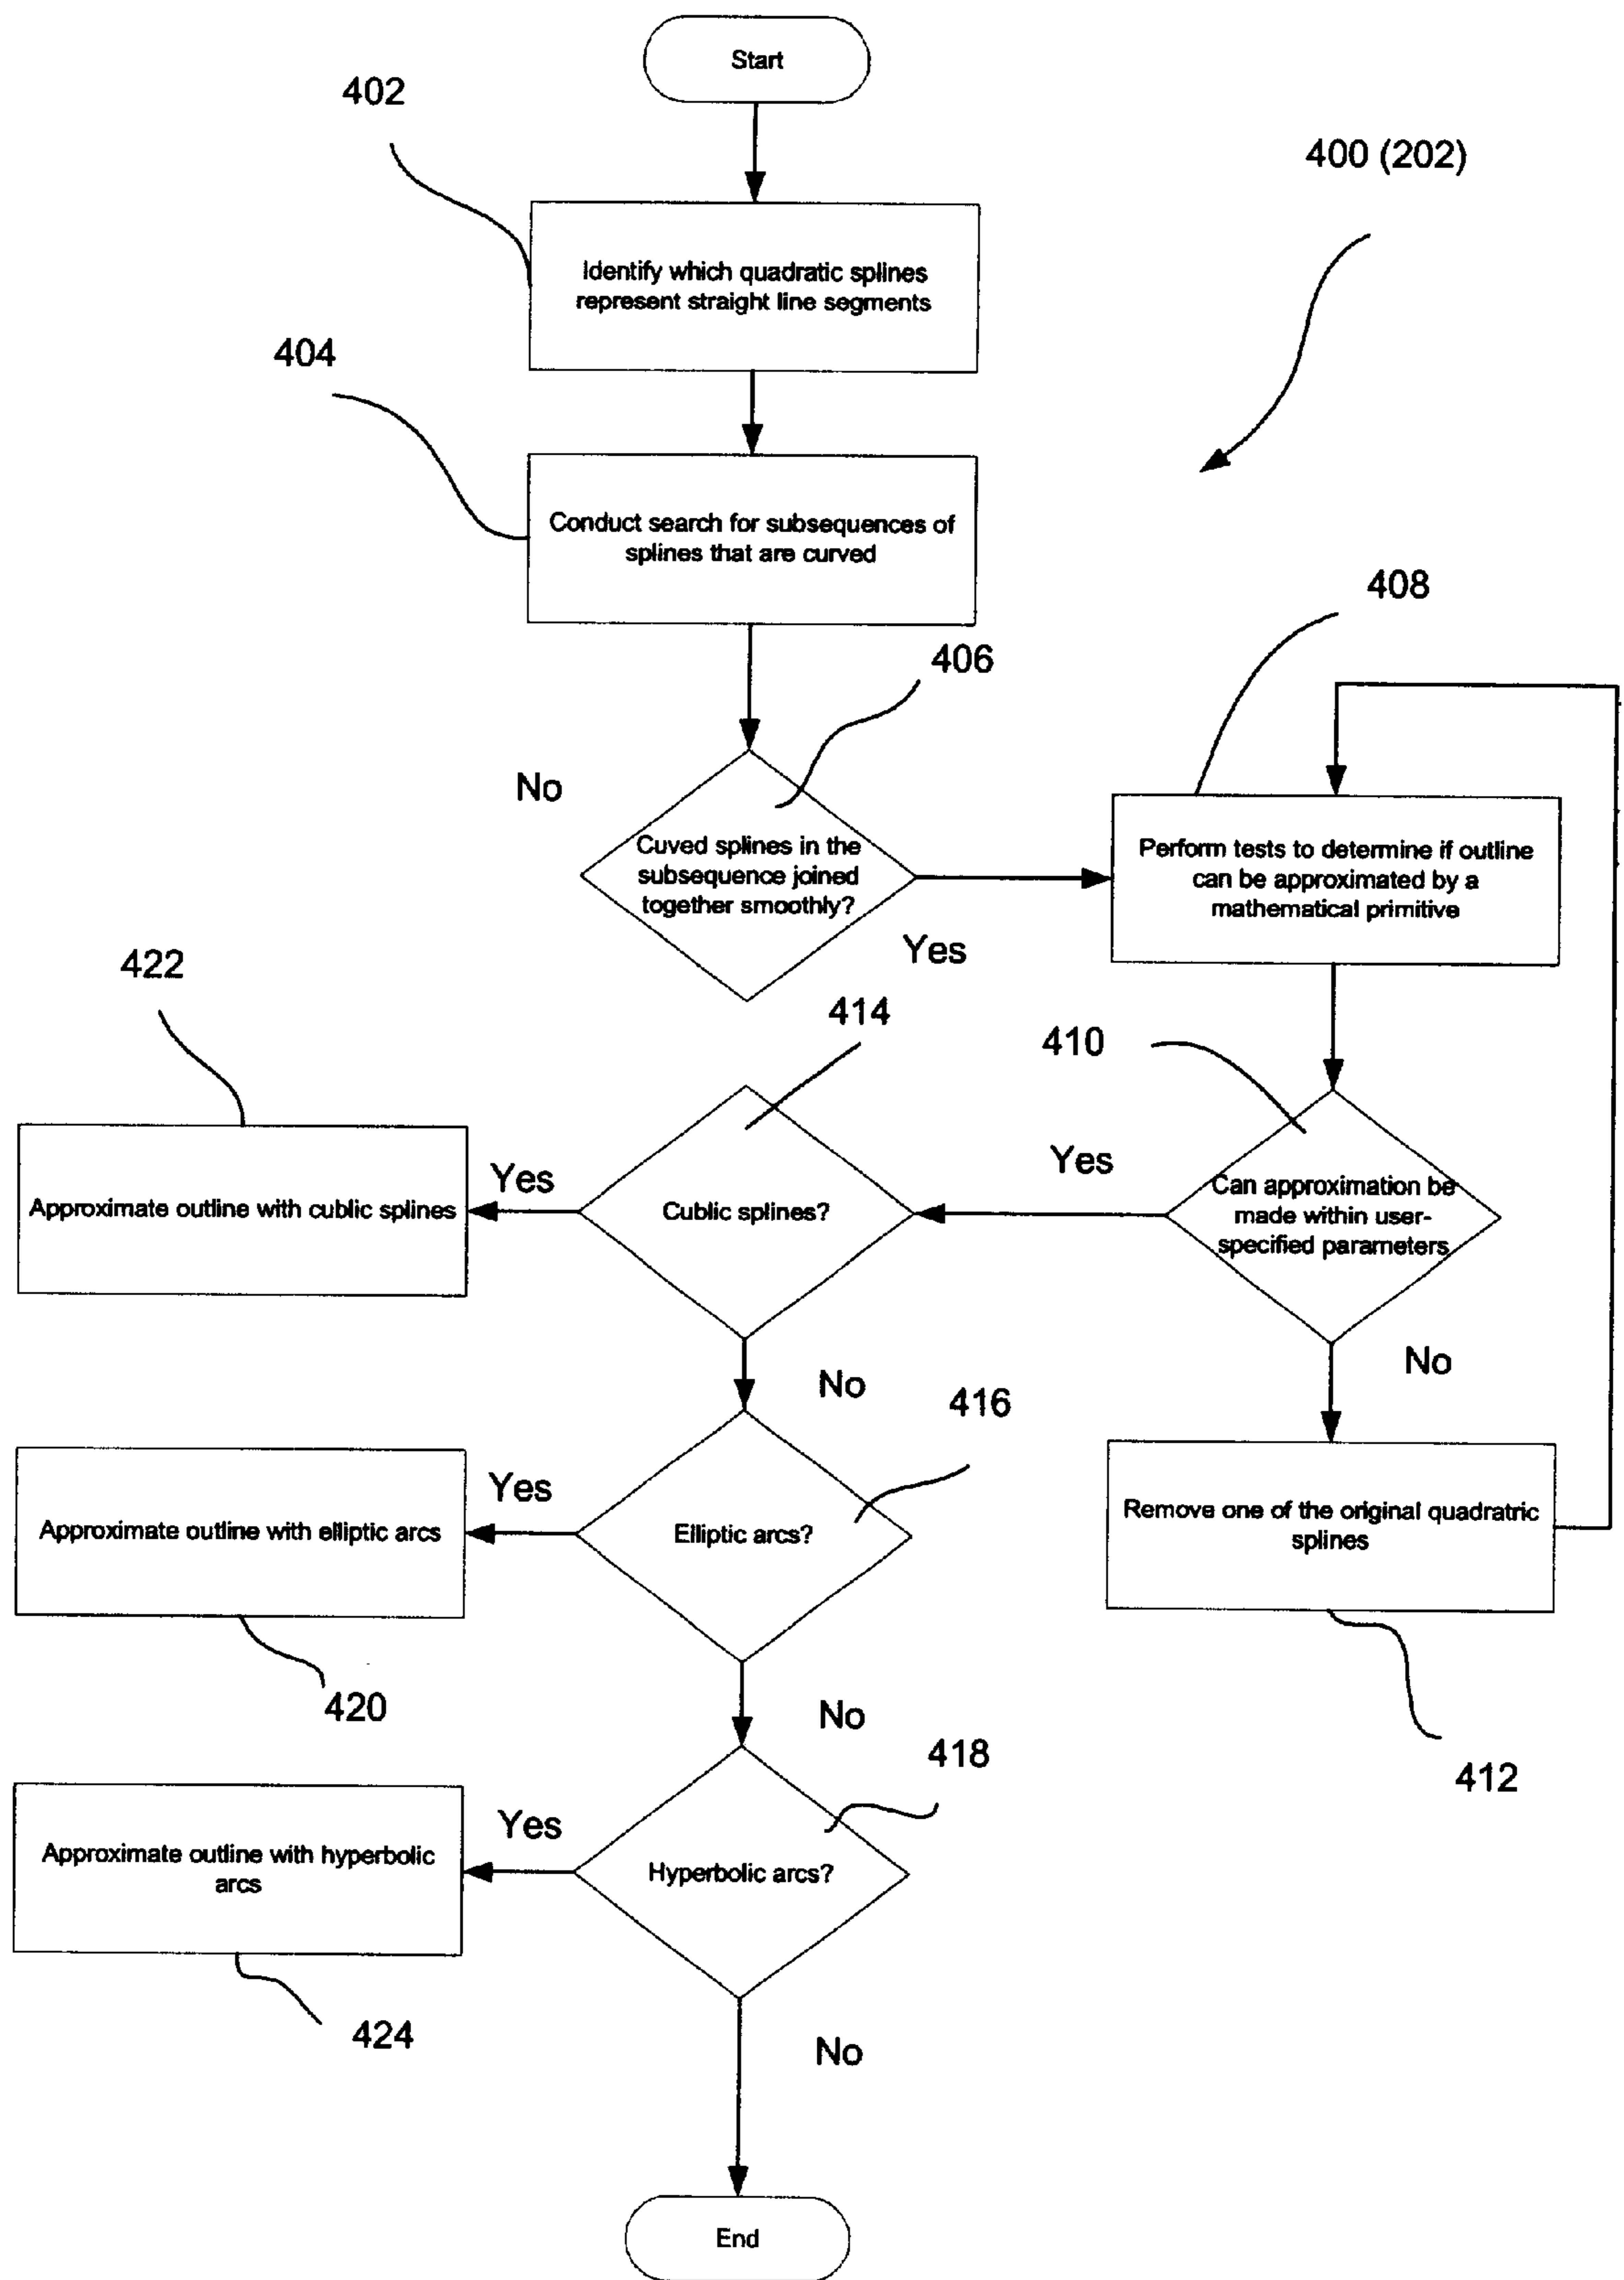 Start
402
400 (202)
Identify which quadratic splines
represent straight line segments
404
Conduct search for subsequences of
splines that are curved
408
406
No
Cuved splines in the
subsequence joined
together smoothly?
Yes
Perform tests to determine if outline
can be approximated by a
mathematical primitive
422
414
410
Yes
Approximate outline with cublic splines
Cublic splines?
Yes
Can approximation be
made within user-
specified parameters
No
No
416
Yes
Approximate outline with elliptic arcs
Elliptic arcs?
Remove one of the original quadratric
splines
420
No
418
412
Yes
Approximate outline with hyperbolic
arcs
Hyperbolic arcs?
424
No
End